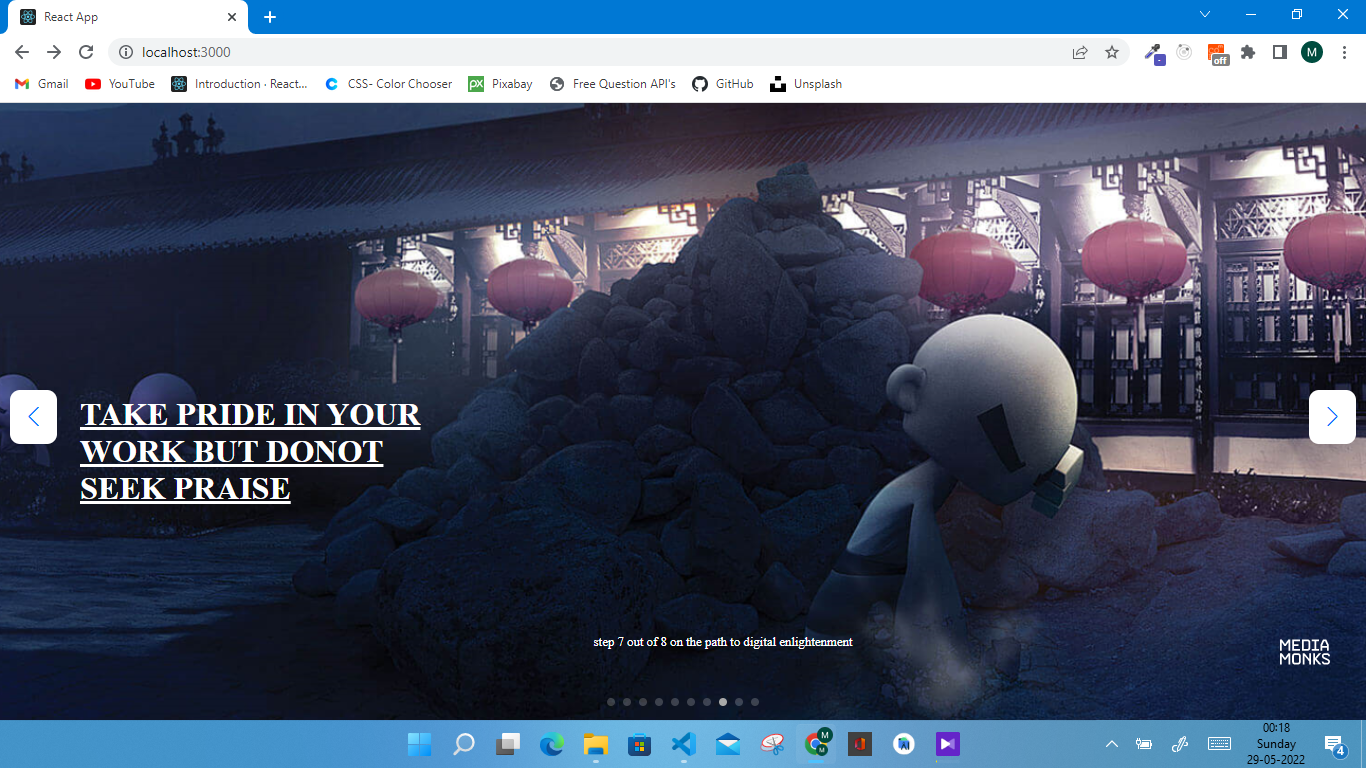 React App
localhost:3000
M
off
Gmail
YouTube
Introduction · React...
CSS- Color Chooser
Pixabay
Free Question API's
GitHub
Unsplash
TAKE PRIDE IN YOUR
WORK BUT DONOT
SEEK PRAISE
step 7 out of 8 on the path to digital enlightenment
MEDIA
MONKS
M
M
00:18
Sunday
29-05-2022
4